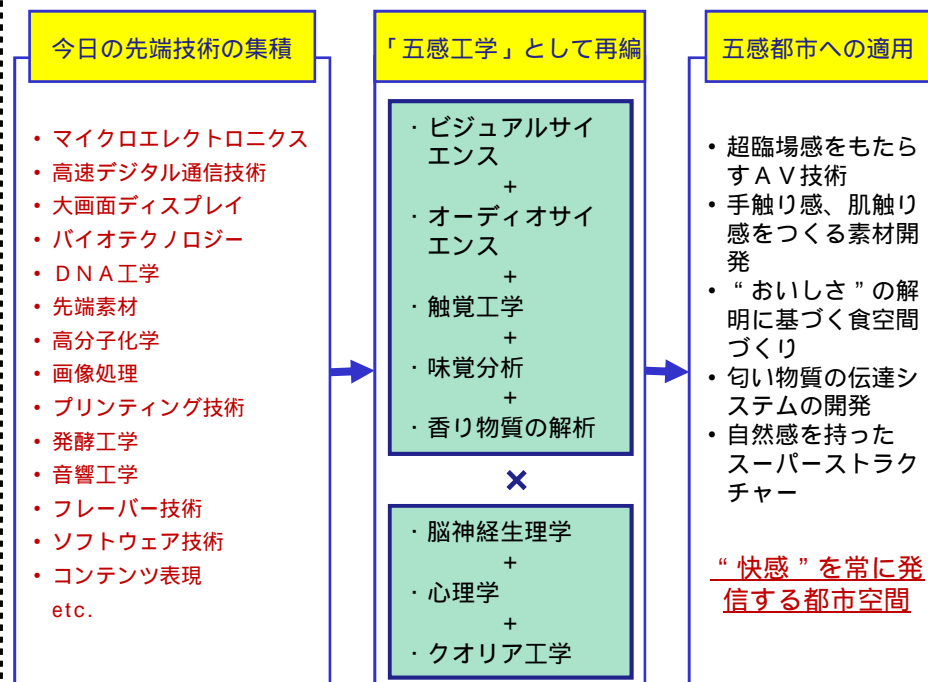 今日の先端技術の集積
・マイクロエレクトロニクス
・高速デジタル通信技術
・大画面ディスプレイ
・バイオテクノロジー
・ＤＮＡ工学
・先端素材
・高分子化学
・画像処理
・プリンティング技術
・発酵工学
・音響工学
・フレーバー技術
・ソフトウェア技術
・コンテンツ表現
etc.
「五感工学」として再編
・ビジュアルサイ
エンス
+
・オーディオサイ
エンス
+
・触覚工学
+
・味覚分析
+
・香り物質の解析
×
・脳神経生理学
+
・心理学
+
・クオリア工学
五感都市への適用
・超臨場感をもたら
すＡＶ技術
・手触り感、肌触り
感をつくる素材開
発
・“おいしさ”の解
明に基づく食空間
づくり
・匂い物質の伝達シ
ステムの開発
・自然感を持った
スーパーストラク
チャー
“快感”を常に発
信する都市空間